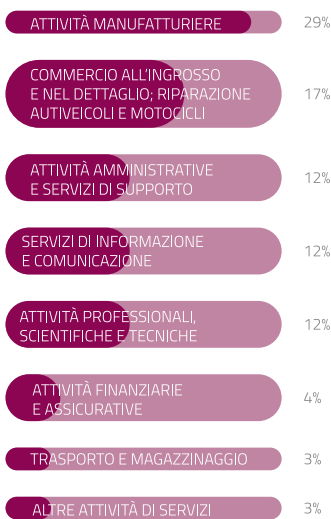 ATTIVITÀ MANUFATTURIERE 29%
COMMERCIO ALL'INGROSSO
E NEL DETTAGLIO; RIPARAZIONE 17%
AUTIVEICOLI E MOTOCICLI
ATTIVITÀ AMMINISTRATIVE 12%
E SERVIZI DI SUPPORTO
SERVIZI DI INFORMAZIONE 12%
E COMUNICAZIONE
ATTIVITÀ PROFESSIONALI, 12%
SCIENTIFICHE E TECNICHE
ATTIVITÀ FINANZIARIE 4%
E ASSICURATIVE
TRASPORTO E MAGAZZINAGGIO 3%
ALTRE ATTIVITÀ DI SERVIZI 3%